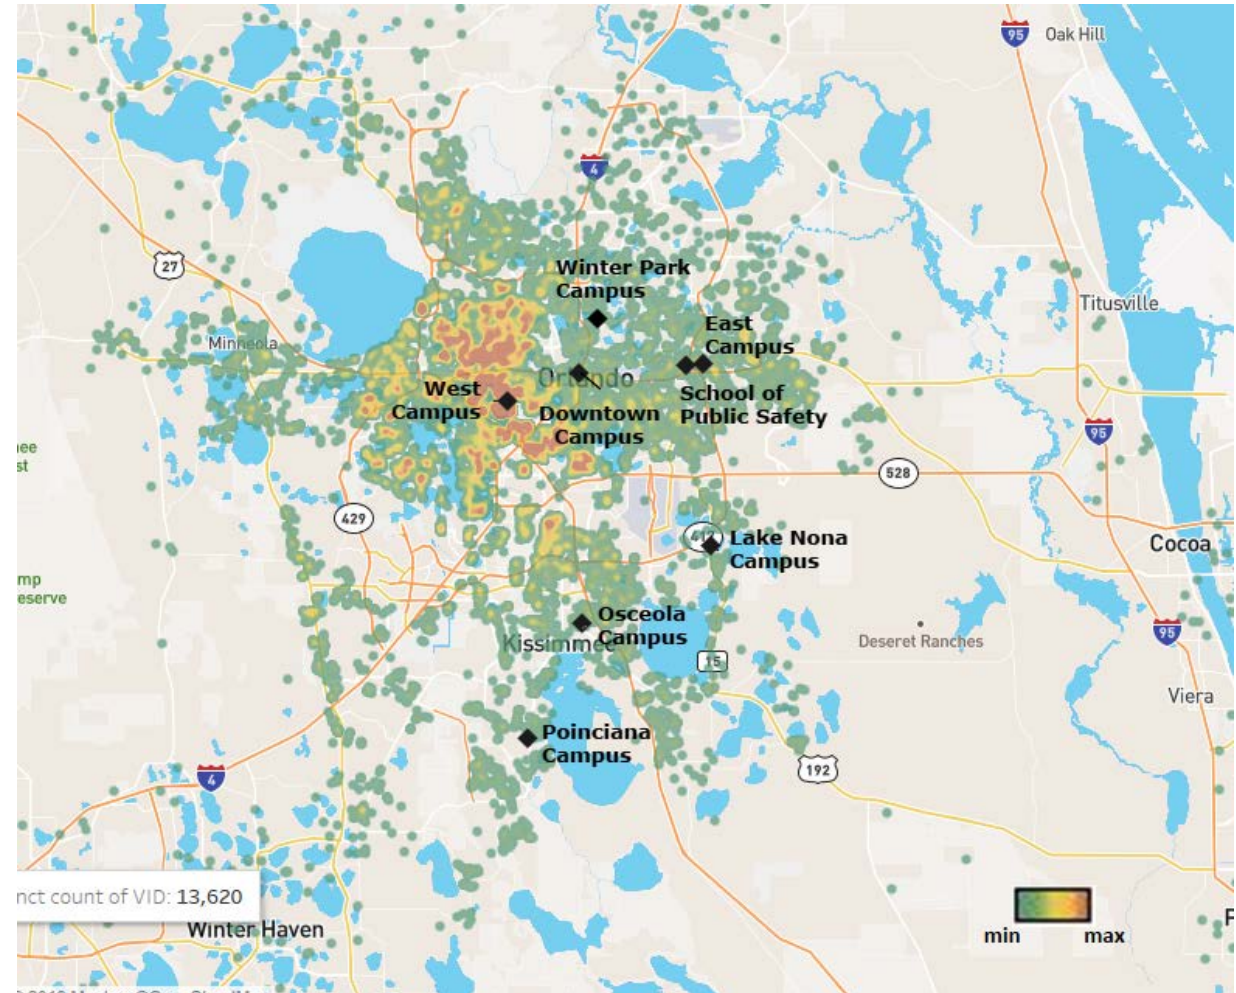 95
Oak Hill
4
27
Winter Park
Campus
Titusville
East
Campus
Minneola
Orlando
West
Campus
School of
Public Safety
Downtown
Campus
95
528
429
417
Lake Nona
Campus
Cocoa
Osceola
Campus
Kissimmee
Deseret Ranches
95
15
Viera
Poinciana
Campus
4
192
nct count of VID: 13,620
Winter Haven
min
max